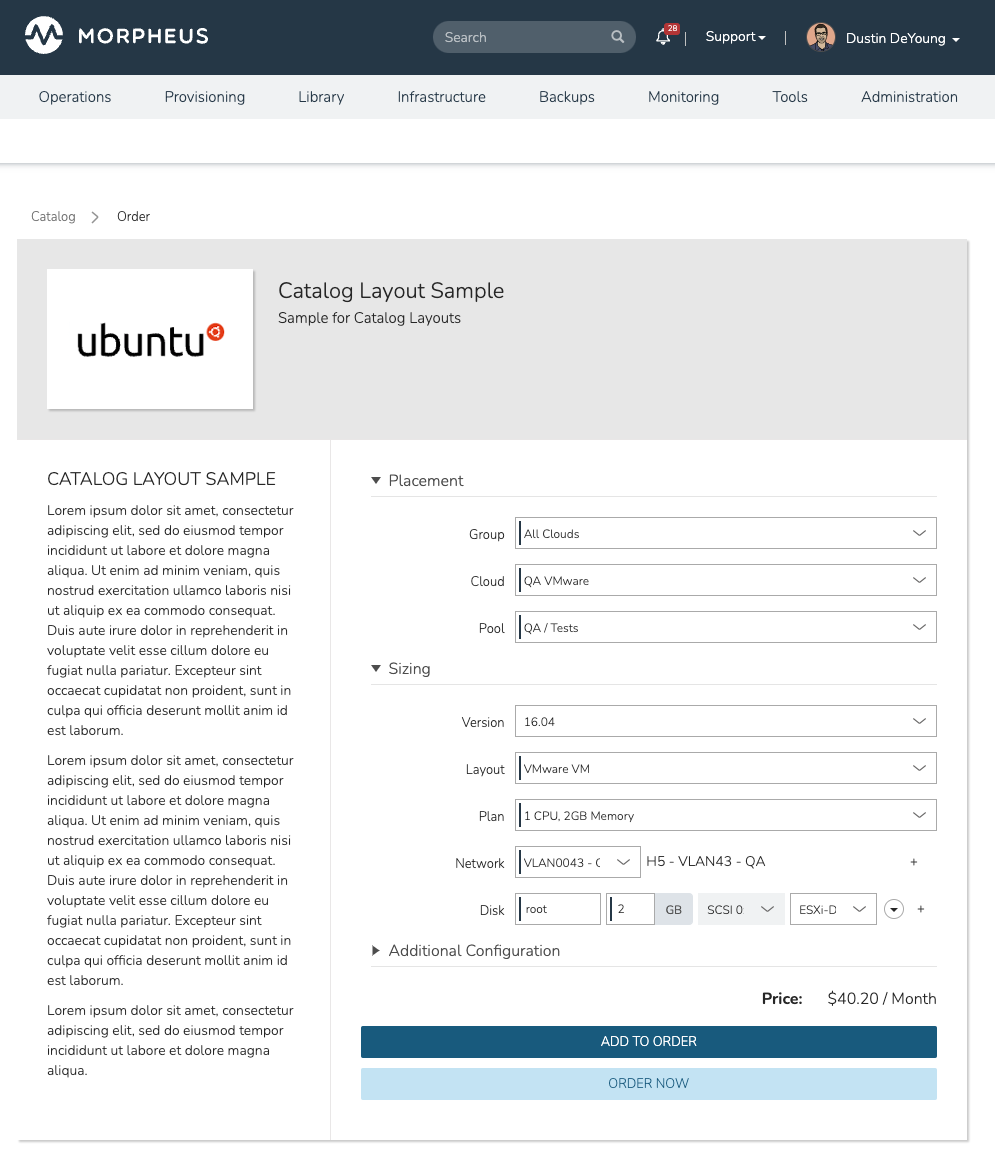 MORPHEUS
Search
28
Support
Dustin DeYoung
Operations Provisioning Library Infrastructure Backups Monitoring Tools Administration
Catalog Order
ubuntu
Catalog Layout Sample
Sample for Catalog Layouts
CATALOG LAYOUT SAMPLE
Lorem ipsum dolor sit amet, consectetur
adipiscing elit, sed do eiusmod tempor
incididunt ut labore et dolore magna
aliqua. Ut enim ad minim veniam, quis
nostrud exercitation ullamco laboris nisi
ut aliquip ex ea commodo consequat.
Duis aute irure dolor in reprehenderit in
voluptate velit esse cillum dolore eu
fugiat nulla pariatur. Excepteur sint
occaecat cupidatat non proident, sunt in
culpa qui officia deserunt mollit anim id
est laborum.
Lorem ipsum dolor sit amet, consectetur
adipiscing elit, sed do eiusmod tempor
incididunt ut labore et dolore magna
aliqua. Ut enim ad minim veniam, quis
nostrud exercitation ullamco laboris nisi
ut aliquip ex ea commodo consequat.
Duis aute irure dolor in reprehenderit in
voluptate velit esse cillum dolore eu
fugiat nulla pariatur. Excepteur sint
occaecat cupidatat non proident, sunt in
culpa qui officia deserunt mollit anim id
est laborum.
Lorem ipsum dolor sit amet, consectetur
adipiscing elit, sed do eiusmod tempor
incididunt ut labore et dolore magna
aliqua.
Placement
Group All Clouds
Cloud QA VMware
Pool QA / Tests
Sizing
Version 16.04
Layout VMware VM
Plan 1 CPU, 2GB Memory
Network VLAN0043 - H5 - VLAN43 - QA +
Disk root 2 GB SCSI 0 ESXi-D +
Additional Configuration
Price: $40.20 / Month
ADD TO ORDER
ORDER NOW